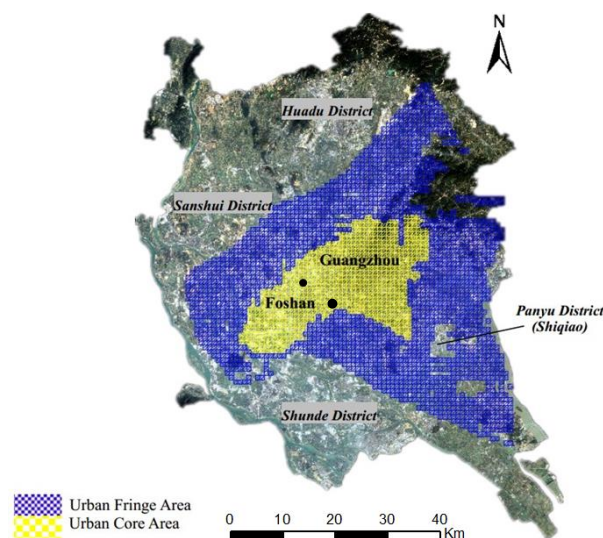 N
Huadu District
Sanshui District
Guangzhou
Foshan
Panyu District
(Shiqiao)
Shunde District
Urban Fringe Area
Urban Core Area
0 10 20 30 40
Km